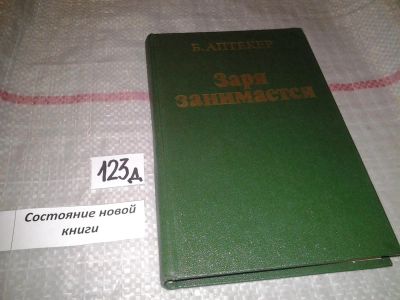 Б. АПТЕКЕР
Заря
занимается
123д
Состояние новой
книги